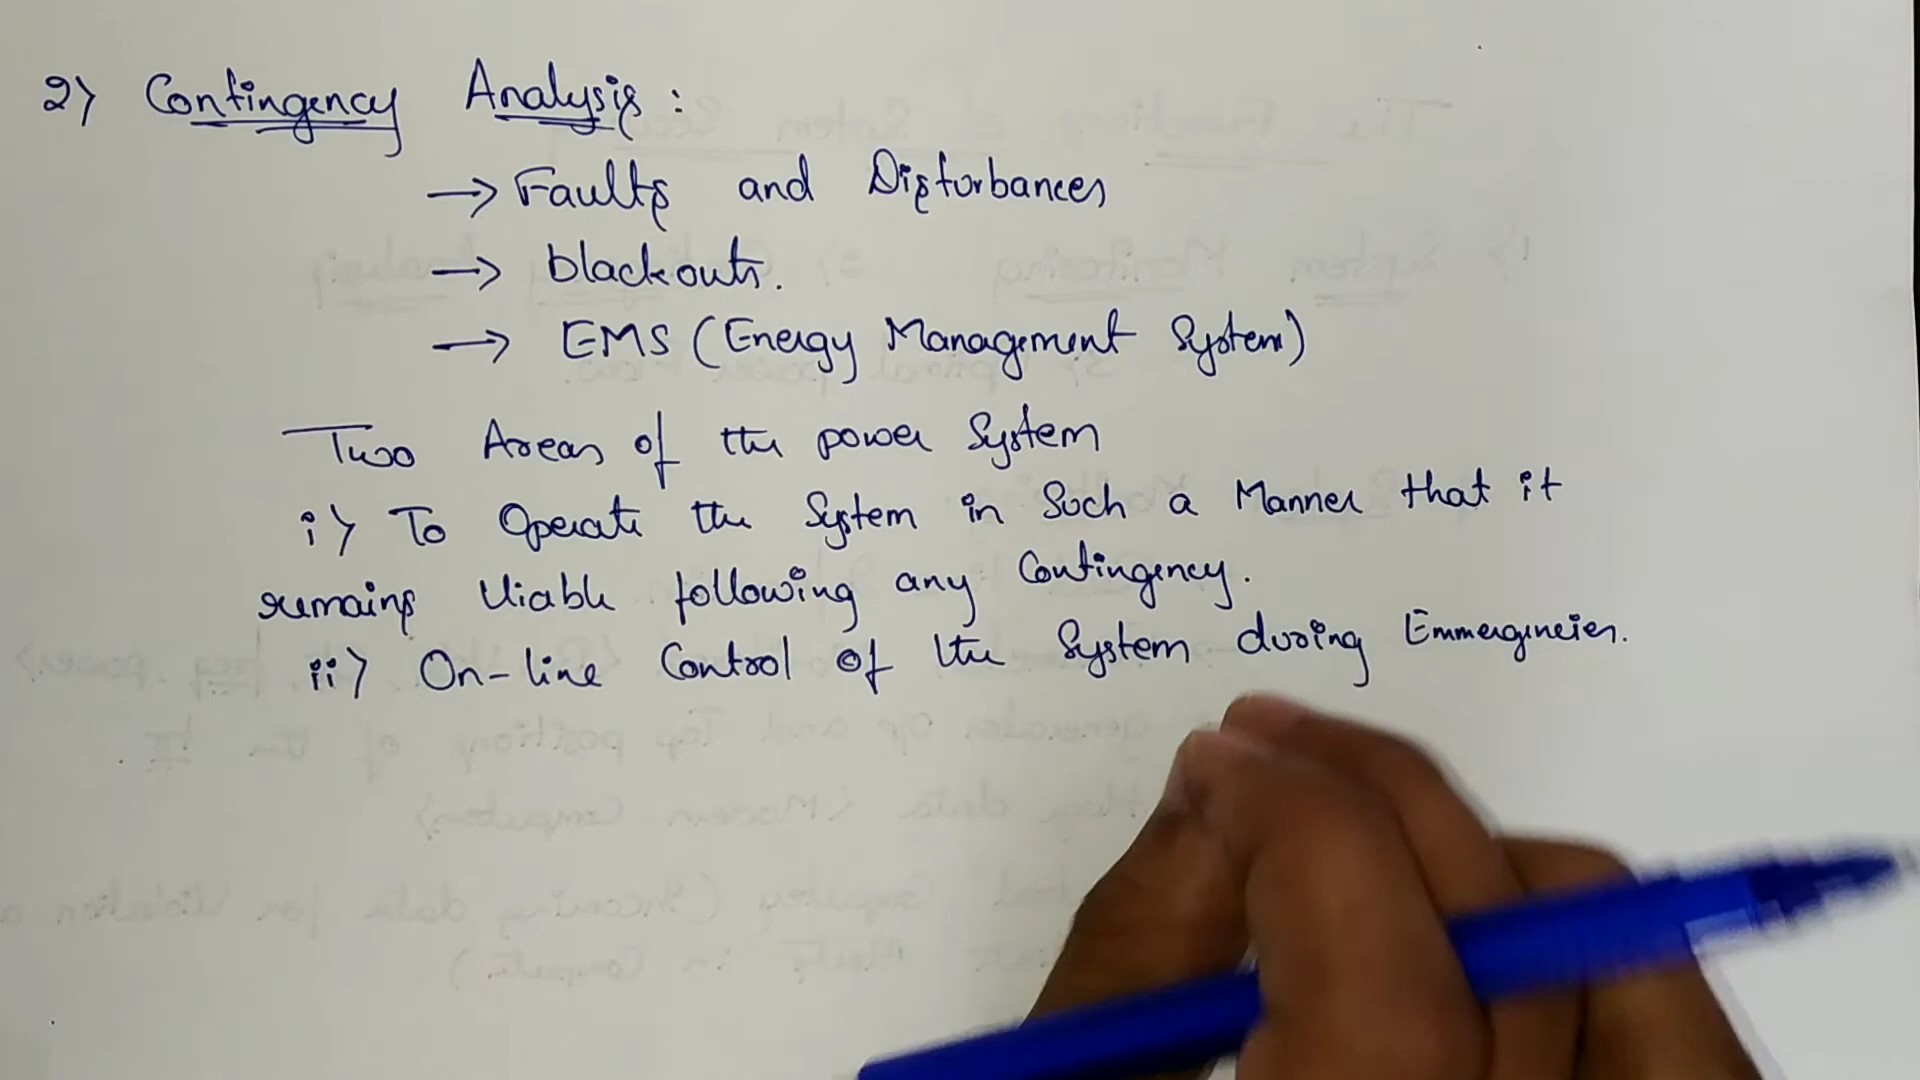 2) Contingency Analysis:
→ Faults and Disturbances
→ blackouts.
→ EMS (Energy Management System)
Two Areas of the power System
i) To Operate the System in Such a Manner that it
remains Viable following any Contingency.
ii) On-line Control of the System during Emmergencies.